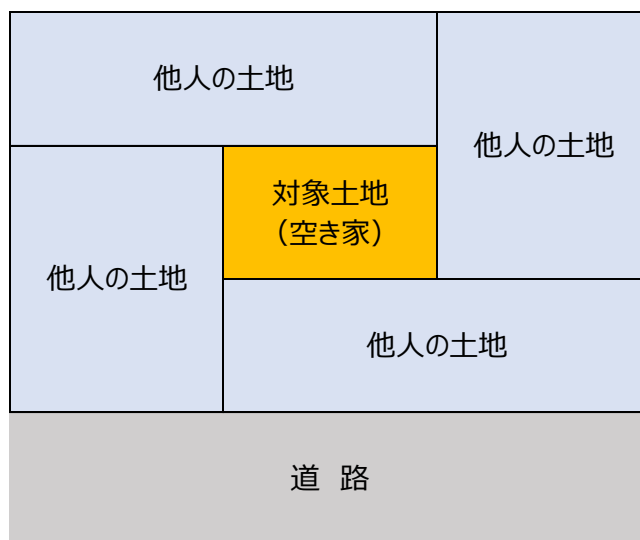 他人の土地
他人の土地
対象土地
（空き家）
他人の土地
他人の土地
道 路